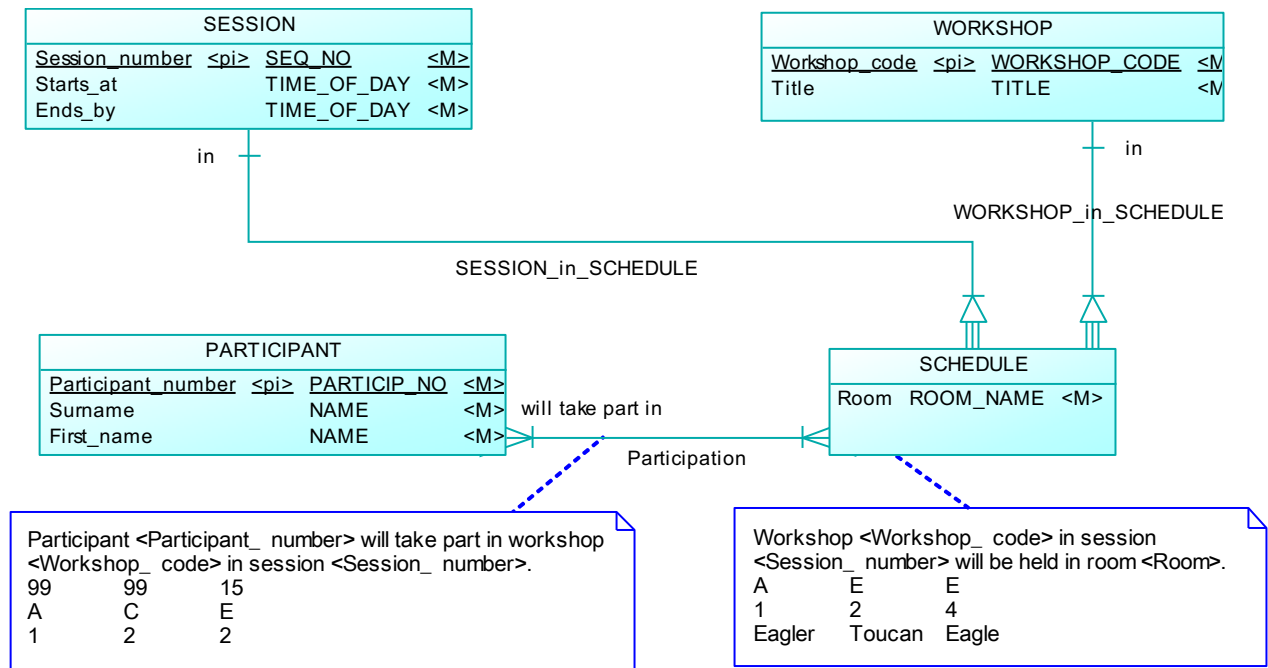 SESSION
Session_number <pi> SEQ_NO <M>
Starts_at TIME_OF_DAY <M>
Ends_by TIME_OF_DAY <M>
WORKSHOP
Workshop_code <pi> WORKSHOP_CODE <M
Title TITLE <M
in
in
WORKSHOP_in_SCHEDULE
SESSION_in_SCHEDULE
PARTICIPANT
Participant_number <pi> PARTICIP_NO <M>
Surname NAME <M>
First_name NAME <M>
will take part in
Participation
SCHEDULE
Room ROOM_NAME <M>
Participant <Participant_ number> will take part in workshop
<Workshop_ code> in session <Session_ number>.
99 99 15
A C E
1 2 2
Workshop <Workshop_ code> in session
<Session_ number> will be held in room <Room>.
A E E
1 2 4
Eagler Toucan Eagle